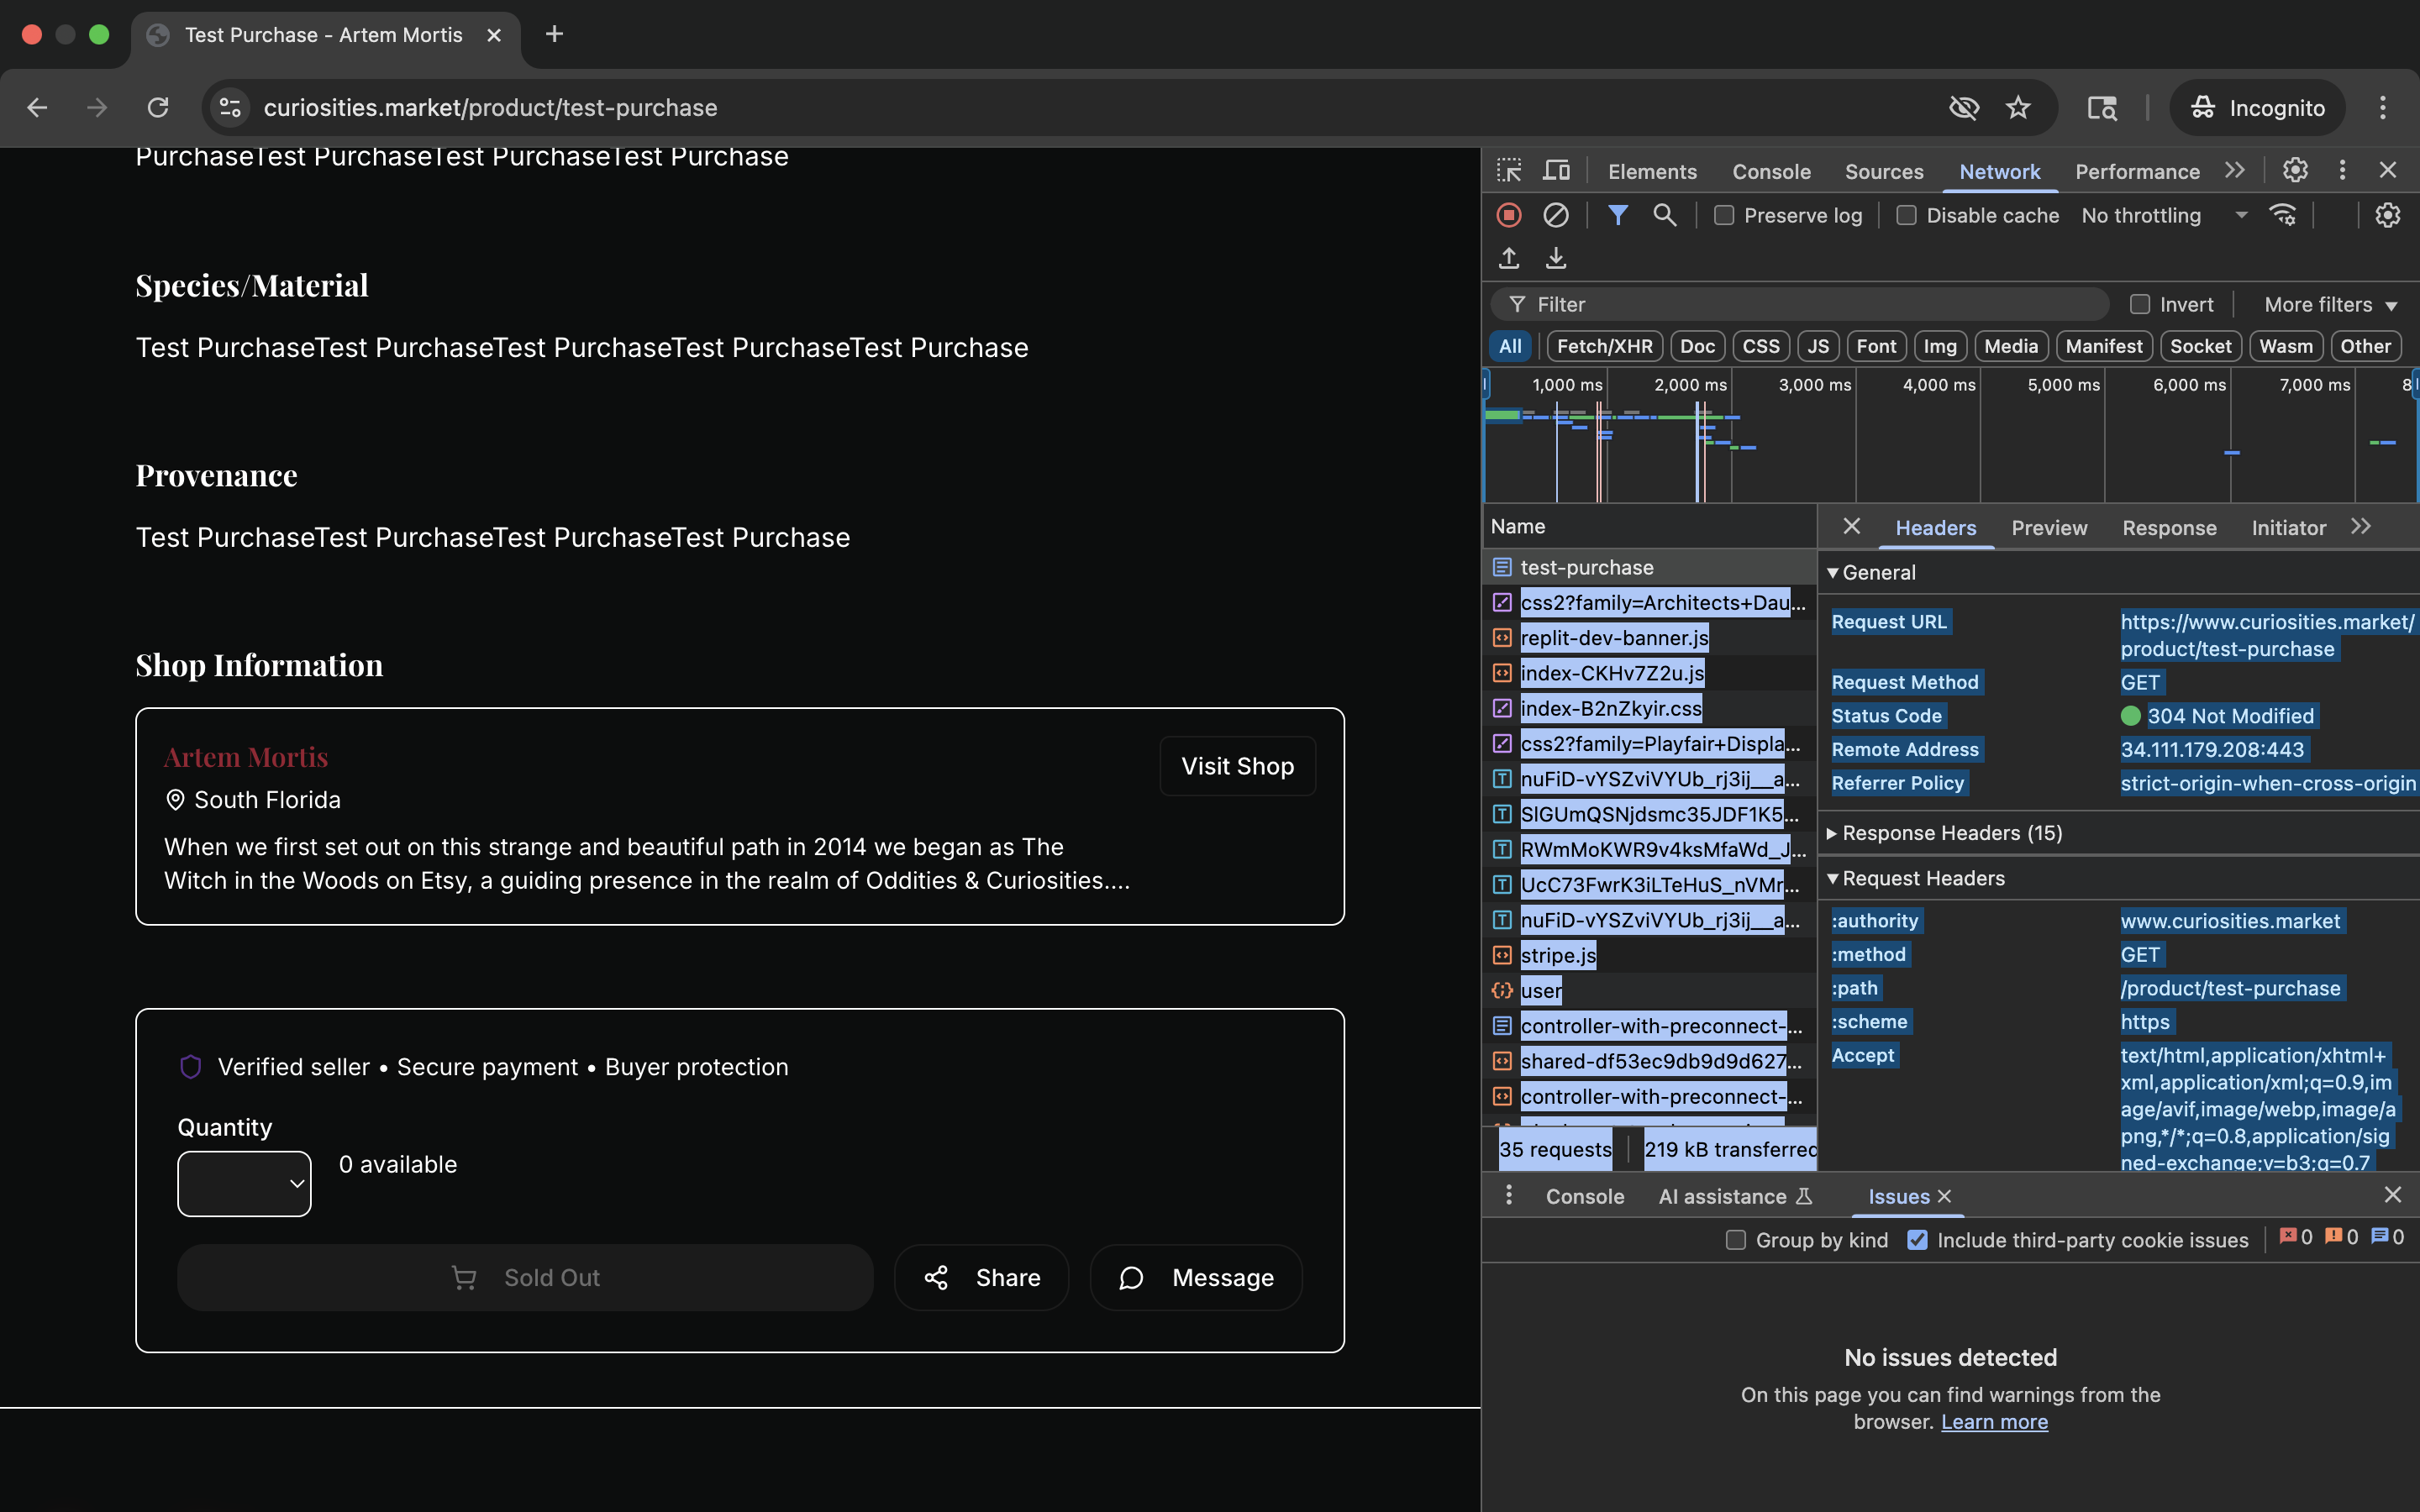 Test Purchase - Artem Mortis
curiosities.market/product/test-purchase
Incognito
PurchaseTest PurchaseTest PurchaseTest Purchase
Species/Material
Test PurchaseTest PurchaseTest PurchaseTest PurchaseTest Purchase
Provenance
Test PurchaseTest PurchaseTest PurchaseTest Purchase
Shop Information
Artem Mortis
Visit Shop
South Florida
When we first set out on this strange and beautiful path in 2014 we began as The
Witch in the Woods on Etsy, a guiding presence in the realm of Oddities & Curiosities....
Verified seller • Secure payment • Buyer protection
Quantity
0 available
Sold Out
Share
Message
Elements Console Sources Network Performance
Preserve log Disable cache No throttling
Filter Invert More filters
All Fetch/XHR Doc CSS JS Font Img Media Manifest Socket Wasm Other
1,000 ms 2,000 ms 3,000 ms 4,000 ms 5,000 ms 6,000 ms 7,000 ms 8
Name
test-purchase
css2?family=Architects+Dau...
replit-dev-banner.js
index-CKHv7Z2u.js
index-B2nZkyir.css
css2?family=Playfair+Displa...
nuFiD-vYSZviVYUb_rj3ij__a...
SlGUmQSNjdsmc35JDF1K5...
RWmMoKWR9v4ksMfaWd_J...
UcC73FwrK3iLTeHuS_nVMr...
nuFiD-vYSZviVYUb_rj3ij__a...
stripe.js
user
controller-with-preconnect-...
shared-df53ec9db9d9d627...
controller-with-preconnect-...
35 requests 219 kB transferred
Headers Preview Response Initiator
General
Request URL https://www.curiosities.market/
product/test-purchase
Request Method GET
Status Code 304 Not Modified
Remote Address 34.111.179.208:443
Referrer Policy strict-origin-when-cross-origin
Response Headers (15)
Request Headers
:authority www.curiosities.market
:method GET
:path /product/test-purchase
:scheme https
Accept text/html,application/xhtml+
xml,application/xml;q=0.9,im
age/avif,image/webp,image/a
png,*/*;q=0.8,application/sig
ned-exchange;v=b3;q=0.7
Console AI assistance Issues
Group by kind Include third-party cookie issues 0 0 0
No issues detected
On this page you can find warnings from the
browser. Learn more